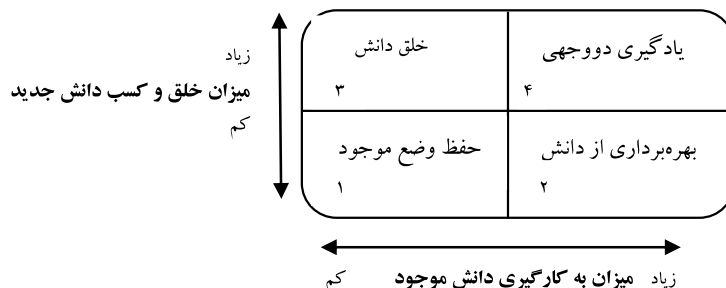 یادگیری دووجهی
۴
خلق دانش
۳
بهره‌برداری از دانش
۲
حفظ وضع موجود
۱
زیاد
میزان خلق و کسب دانش جدید
کم
زیاد میزان به کارگیری دانش موجود کم